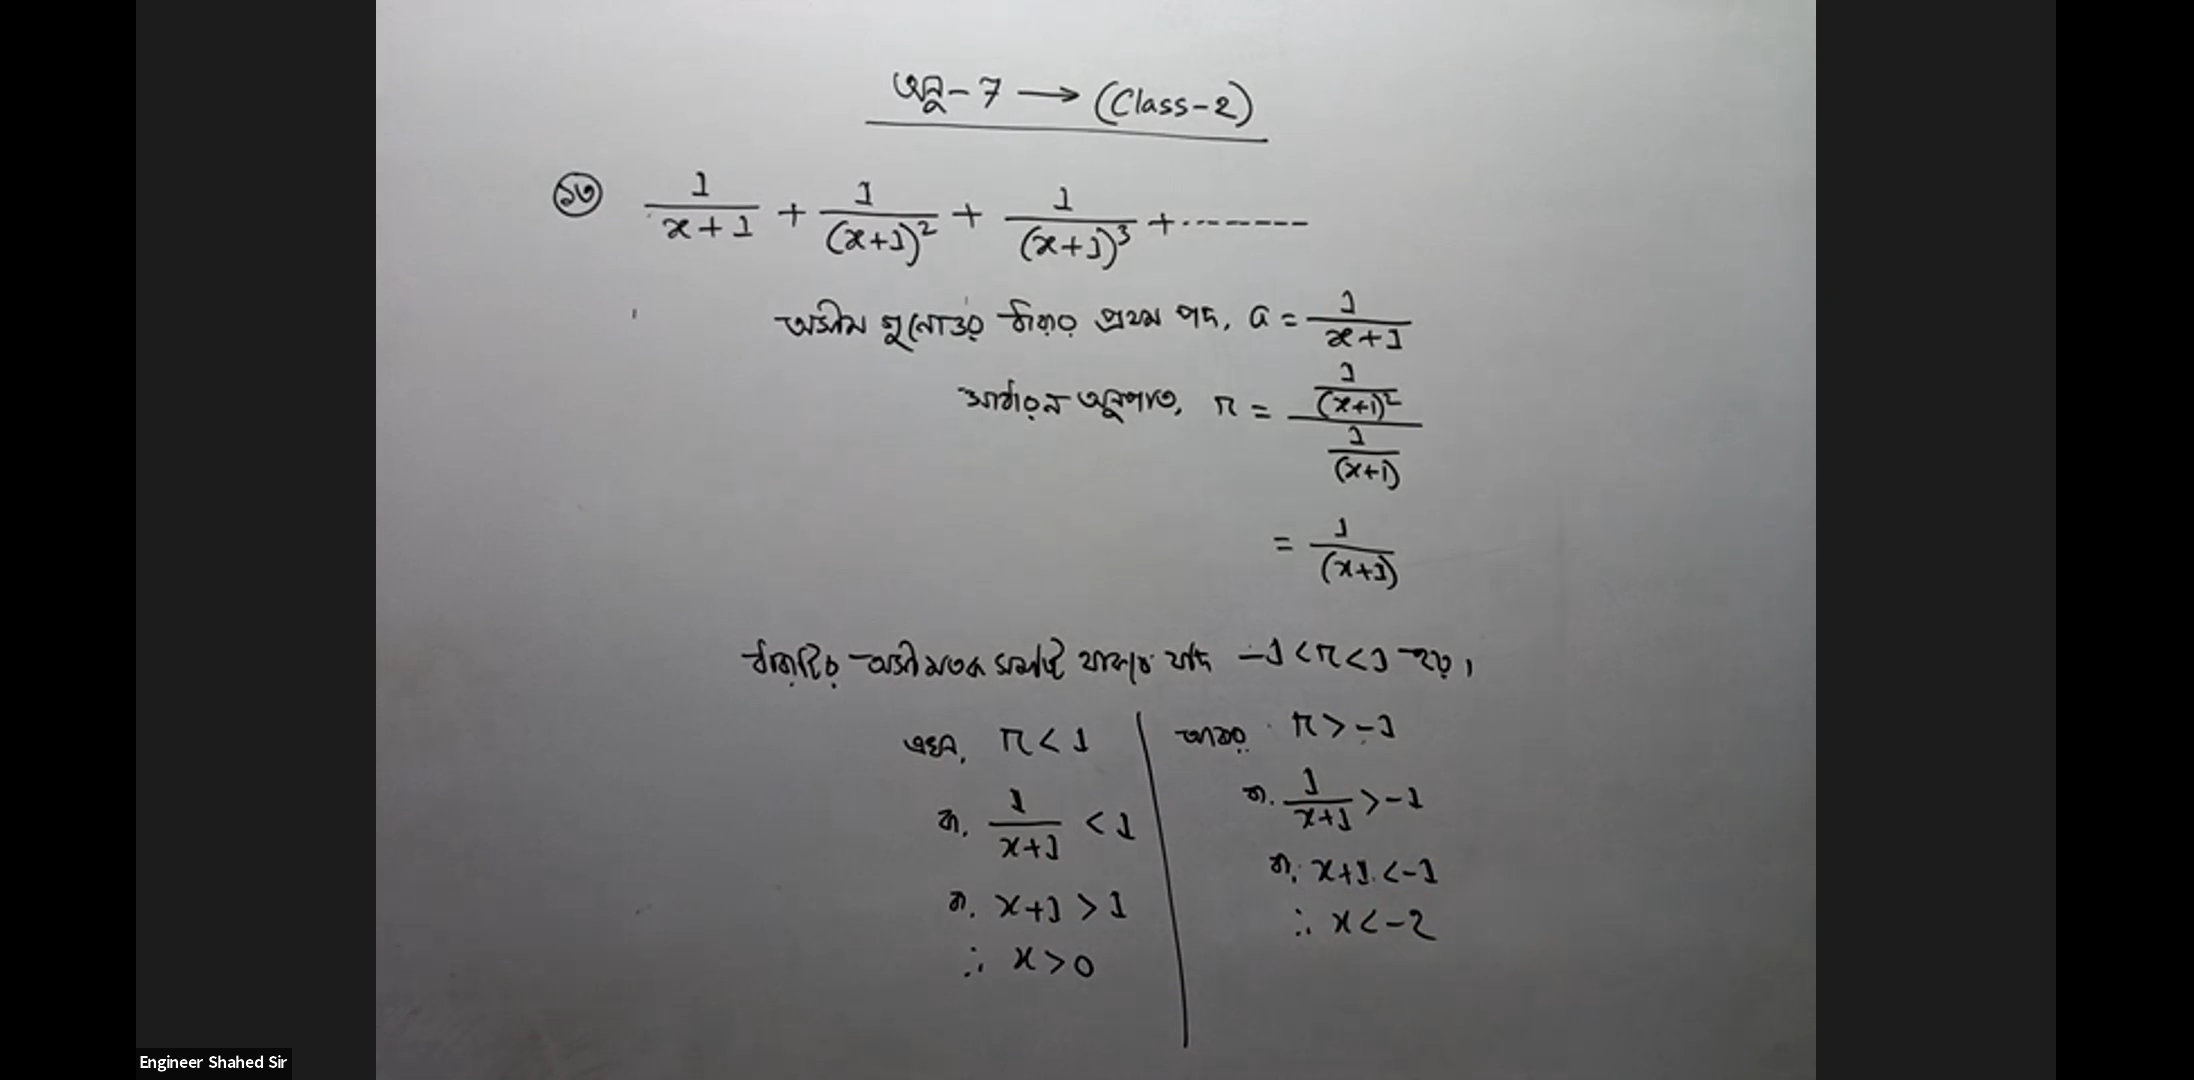 অনু-7 → (Class-2)
১৩ 1/(x+1) + 1/(x+1)² + 1/(x+1)³ + --------
অসীম গুনোত্তর ধারার প্রথম পদ, a = 1/(x+1)
সাধারন অনুপাত, r = (1/(x+1)²)/(1/(x+1))
= 1/(x+1)
ধারাটির অসীমতক সমষ্টি থাকবে যদি -1<r<1 হয়।
এখন, r < 1
বা, 1/(x+1) < 1
বা, x+1 > 1
∴ x > 0
আবার r > -1
বা, 1/(x+1) > -1
বা, x+1 < -1
∴ x < -2
Engineer Shahed Sir